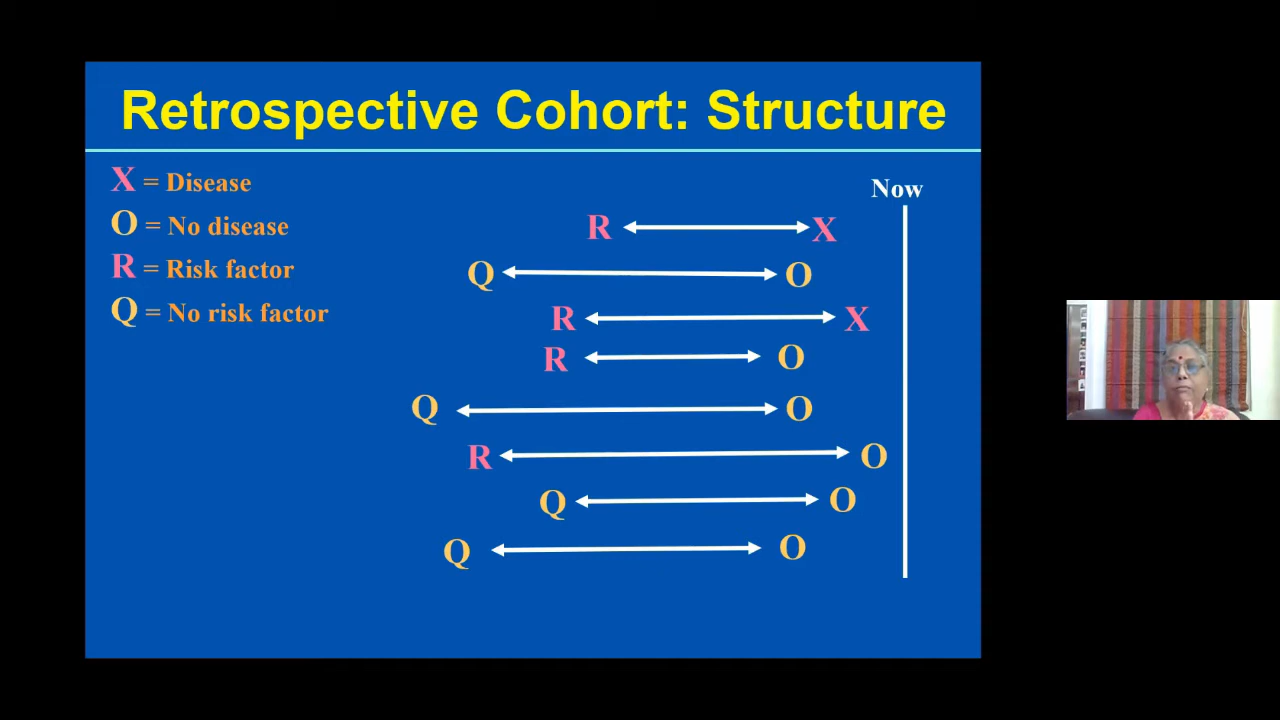 Retrospective Cohort: Structure
X = Disease
O = No disease
R = Risk factor
Q = No risk factor
Now
R X
Q O
R X
R O
Q O
R O
Q O
Q O